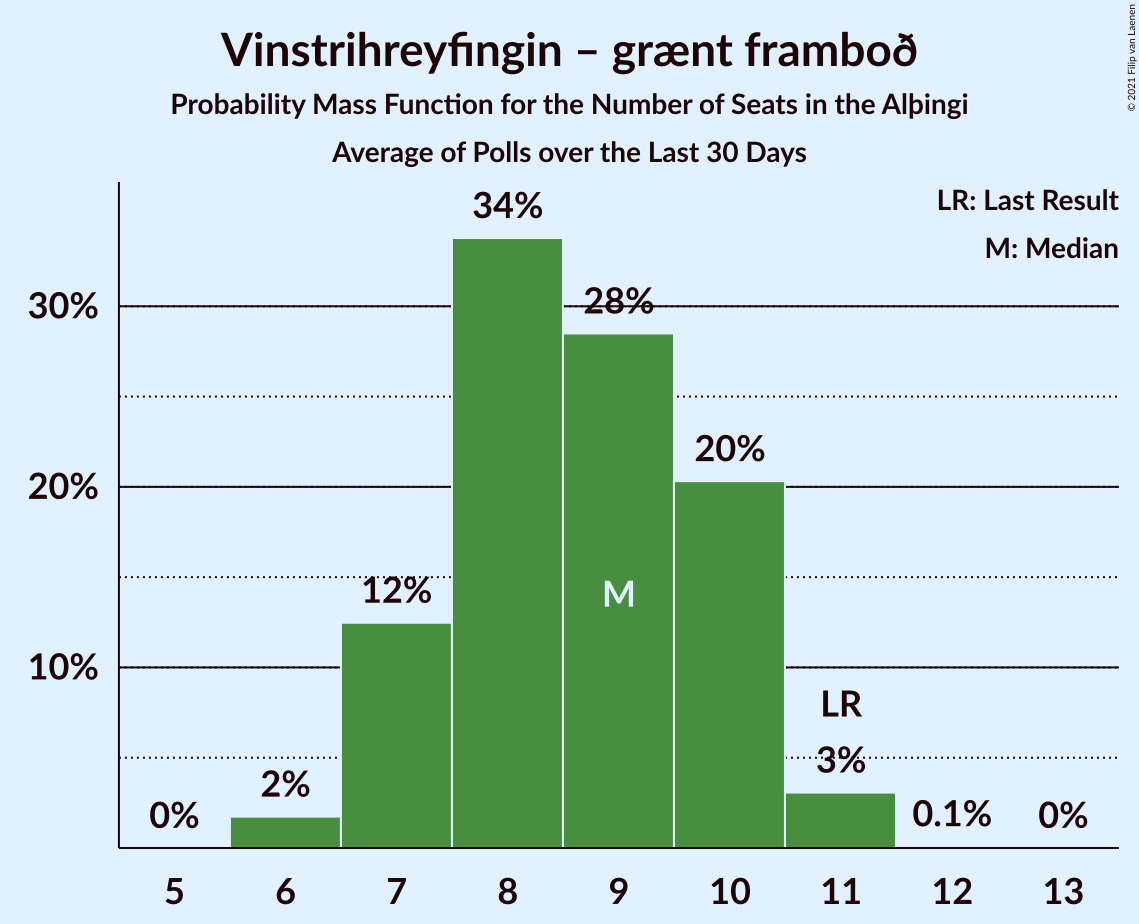 Vinstrihreyfingin – grænt framboð
Probability Mass Function for the Number of Seats in the Alþingi
Average of Polls over the Last 30 Days
© 2021 Filip van Laenen
LR: Last Result
M: Median
34%
30%
28%
20%
20%
M
12%
10%
LR
3%
2%
0%
0.1%
0%
5 6 7 8 9 10 11 12 13